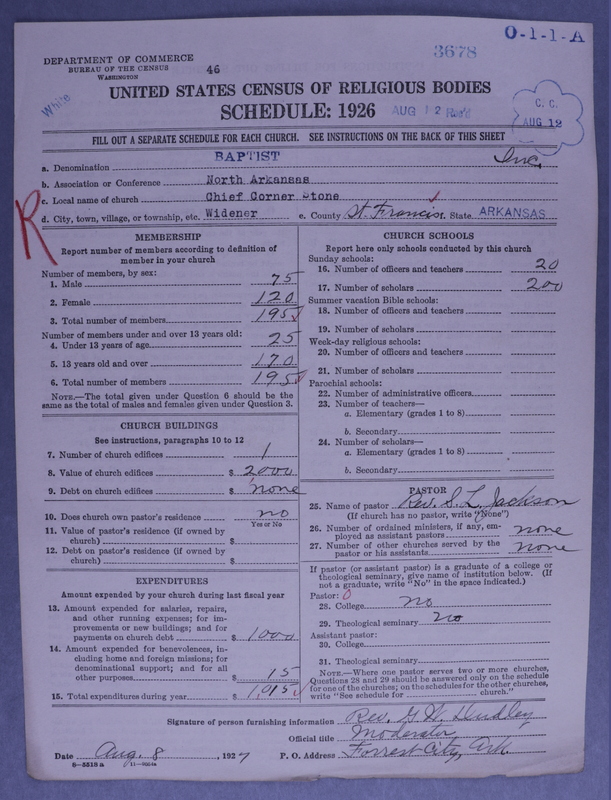 O-1-1-A
3678
DEPARTMENT OF COMMERCE
BUREAU OF THE CENSUS
WASHINGTON
46
White
UNITED STATES CENSUS OF RELIGIOUS BODIES
SCHEDULE: 1926
AUG 12 Rec'd
C. C.
AUG 12
FILL OUT A SEPARATE SCHEDULE FOR EACH CHURCH. SEE INSTRUCTIONS ON THE BACK OF THIS SHEET
a. Denomination BAPTIST Inc.
b. Association or Conference North Arkansas
c. Local name of church Chief Corner Stone
d. City, town, village, or township, etc. Widener e. County St. Francis f. State ARKANSAS
R
MEMBERSHIP
Report number of members according to definition of
member in your church
Number of members, by sex:
1. Male 75
2. Female 120
3. Total number of members 195
Number of members under and over 13 years old:
4. Under 13 years of age 25
5. 13 years old and over 170
6. Total number of members 195
NOTE.—The total given under Question 6 should be the
same as the total of males and females given under Question 3.
CHURCH BUILDINGS
See instructions, paragraphs 10 to 12
7. Number of church edifices 1
8. Value of church edifices $ 2000
9. Debt on church edifices $ none
10. Does church own pastor's residence no
Yes or No
11. Value of pastor's residence (if owned by
church) $
12. Debt on pastor's residence (if owned by
church) $
EXPENDITURES
Amount expended by your church during last fiscal year
13. Amount expended for salaries, repairs,
and other running expenses; for im-
provements or new buildings; and for
payments on church debt $ 1000
14. Amount expended for benevolences, in-
cluding home and foreign missions; for
denominational support; and for all
other purposes $ 15
15. Total expenditures during year $ 1,015
CHURCH SCHOOLS
Report here only schools conducted by this church
Sunday schools:
16. Number of officers and teachers 20
17. Number of scholars 200
Summer vacation Bible schools:
18. Number of officers and teachers
19. Number of scholars
Week-day religious schools:
20. Number of officers and teachers
21. Number of scholars
Parochial schools:
22. Number of administrative officers
23. Number of teachers—
a. Elementary (grades 1 to 8)
b. Secondary
24. Number of scholars—
a. Elementary (grades 1 to 8)
b. Secondary
PASTOR
25. Name of pastor Rev. S. L. Jackson
(If church has no pastor, write "None")
26. Number of ordained ministers, if any, em-
ployed as assistant pastors none
27. Number of other churches served by the
pastor or his assistants none
If pastor (or assistant pastor) is a graduate of a college or
theological seminary, give name of institution below. (If
not a graduate, write "No" in the space indicated.)
Pastor: 0
28. College no
29. Theological seminary no
Assistant pastor:
30. College
31. Theological seminary
NOTE.—Where one pastor serves two or more churches,
Questions 28 and 29 should be answered only on the schedule
for one of the churches; on the schedules for the other churches,
write "See schedule for church."
Signature of person furnishing information Rev. G. W.
Official title Moderator
Date Aug. 8, 1927 P. O. Address Forrest City, Ark.
8-5518 a